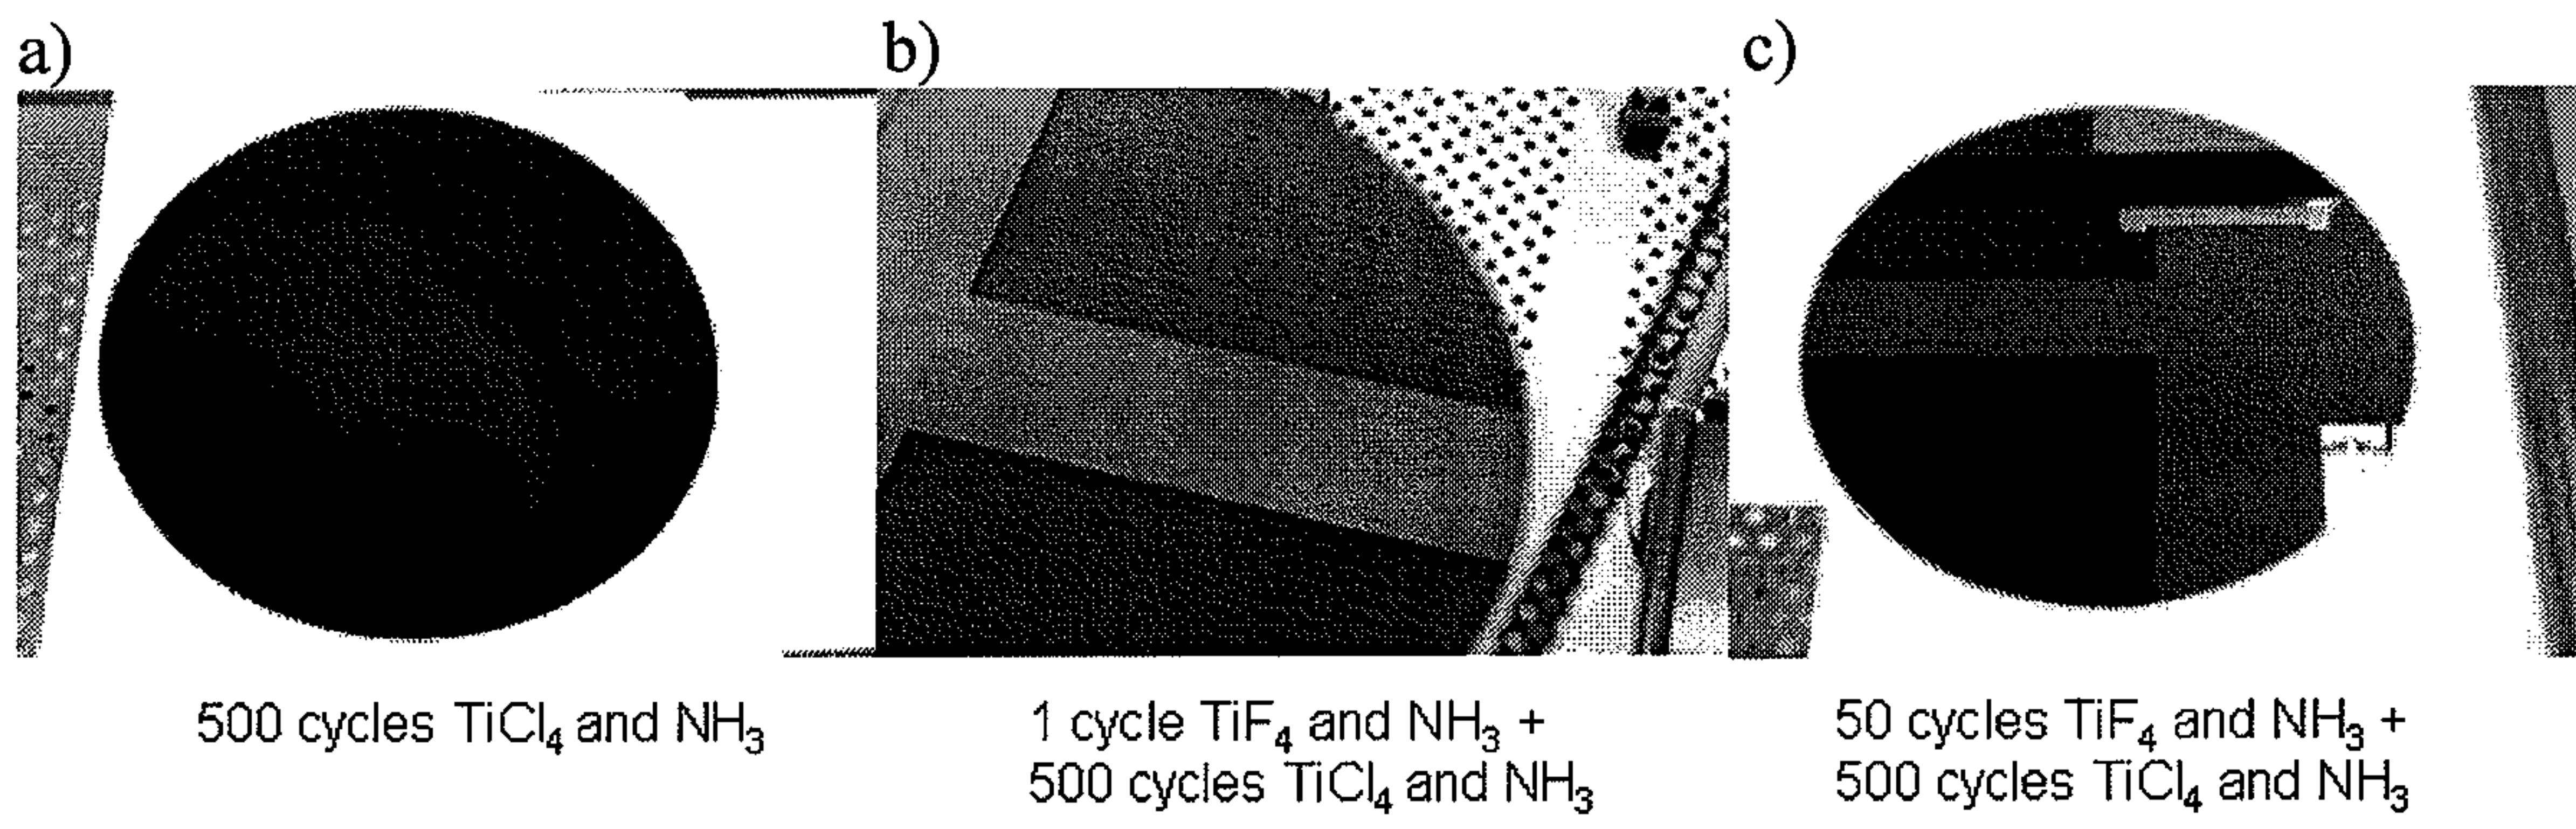 a)
b)
c)
500 cycles TiCl₄ and NH₃
1 cycle TiF₄ and NH₃ +
500 cycles TiCl₄ and NH₃
50 cycles TiF₄ and NH₃ +
500 cycles TiCl₄ and NH₃